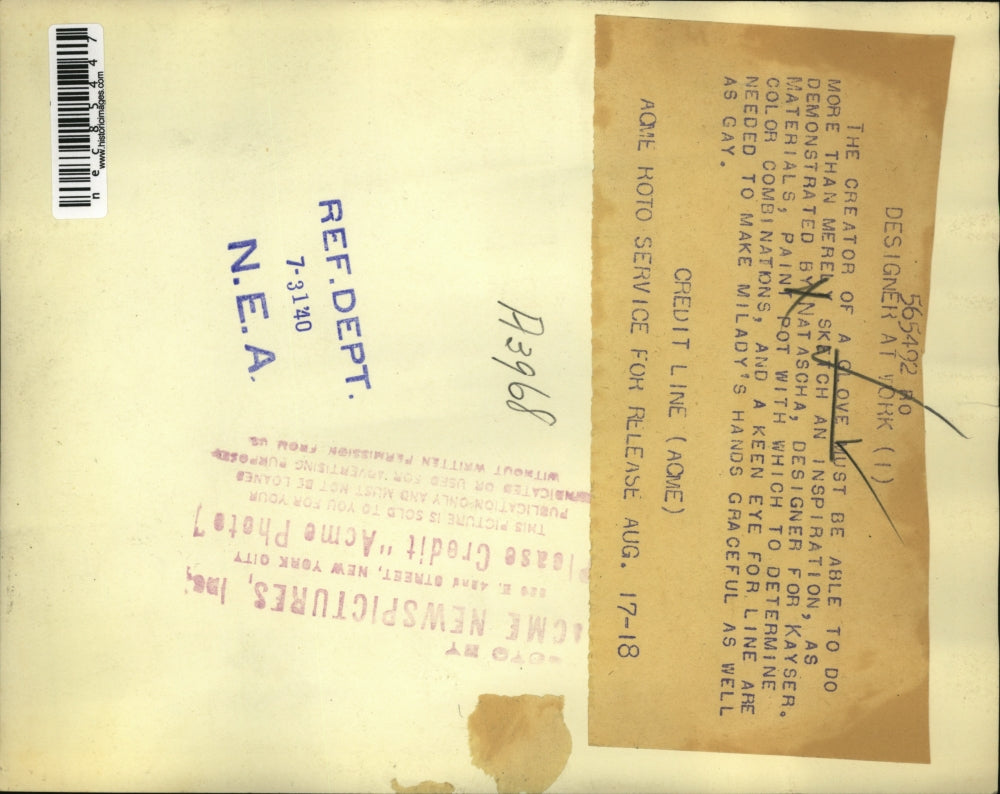 565492 no
DESIGNER AT WORK (1)
THE CREATOR OF A GLOVE MUST BE ABLE TO DO
MORE THAN MERELY SKETCH AN INSPIRATION, AS
DEMONSTRATED BY NATASCHA, DESIGNER FOR KAYSER.
MATERIALS, PAINT POT WITH WHICH TO DETERMINE
COLOR COMBINATIONS, AND A KEEN EYE FOR LINE ARE
NEEDED TO MAKE MILADY'S HANDS GRACEFUL AS WELL
AS GAY.
CREDIT LINE (ACME)
ACME ROTO SERVICE FOR RELEASE AUG. 17-18
A3968
REF. DEPT.
7-31'40
N. E. A.
PHOTO BY
ACME NEWSPICTURES, Inc.
220 E. 42nd STREET, NEW YORK CITY
Please Credit "Acme Photo"]
THIS PICTURE IS SOLD TO YOU FOR YOUR
PUBLICATION ONLY AND MUST NOT BE LOANED
SYNDICATED OR USED FOR ADVERTISING PURPOSES
WITHOUT WRITTEN PERMISSION FROM US
www.historicimages.com
nec85447